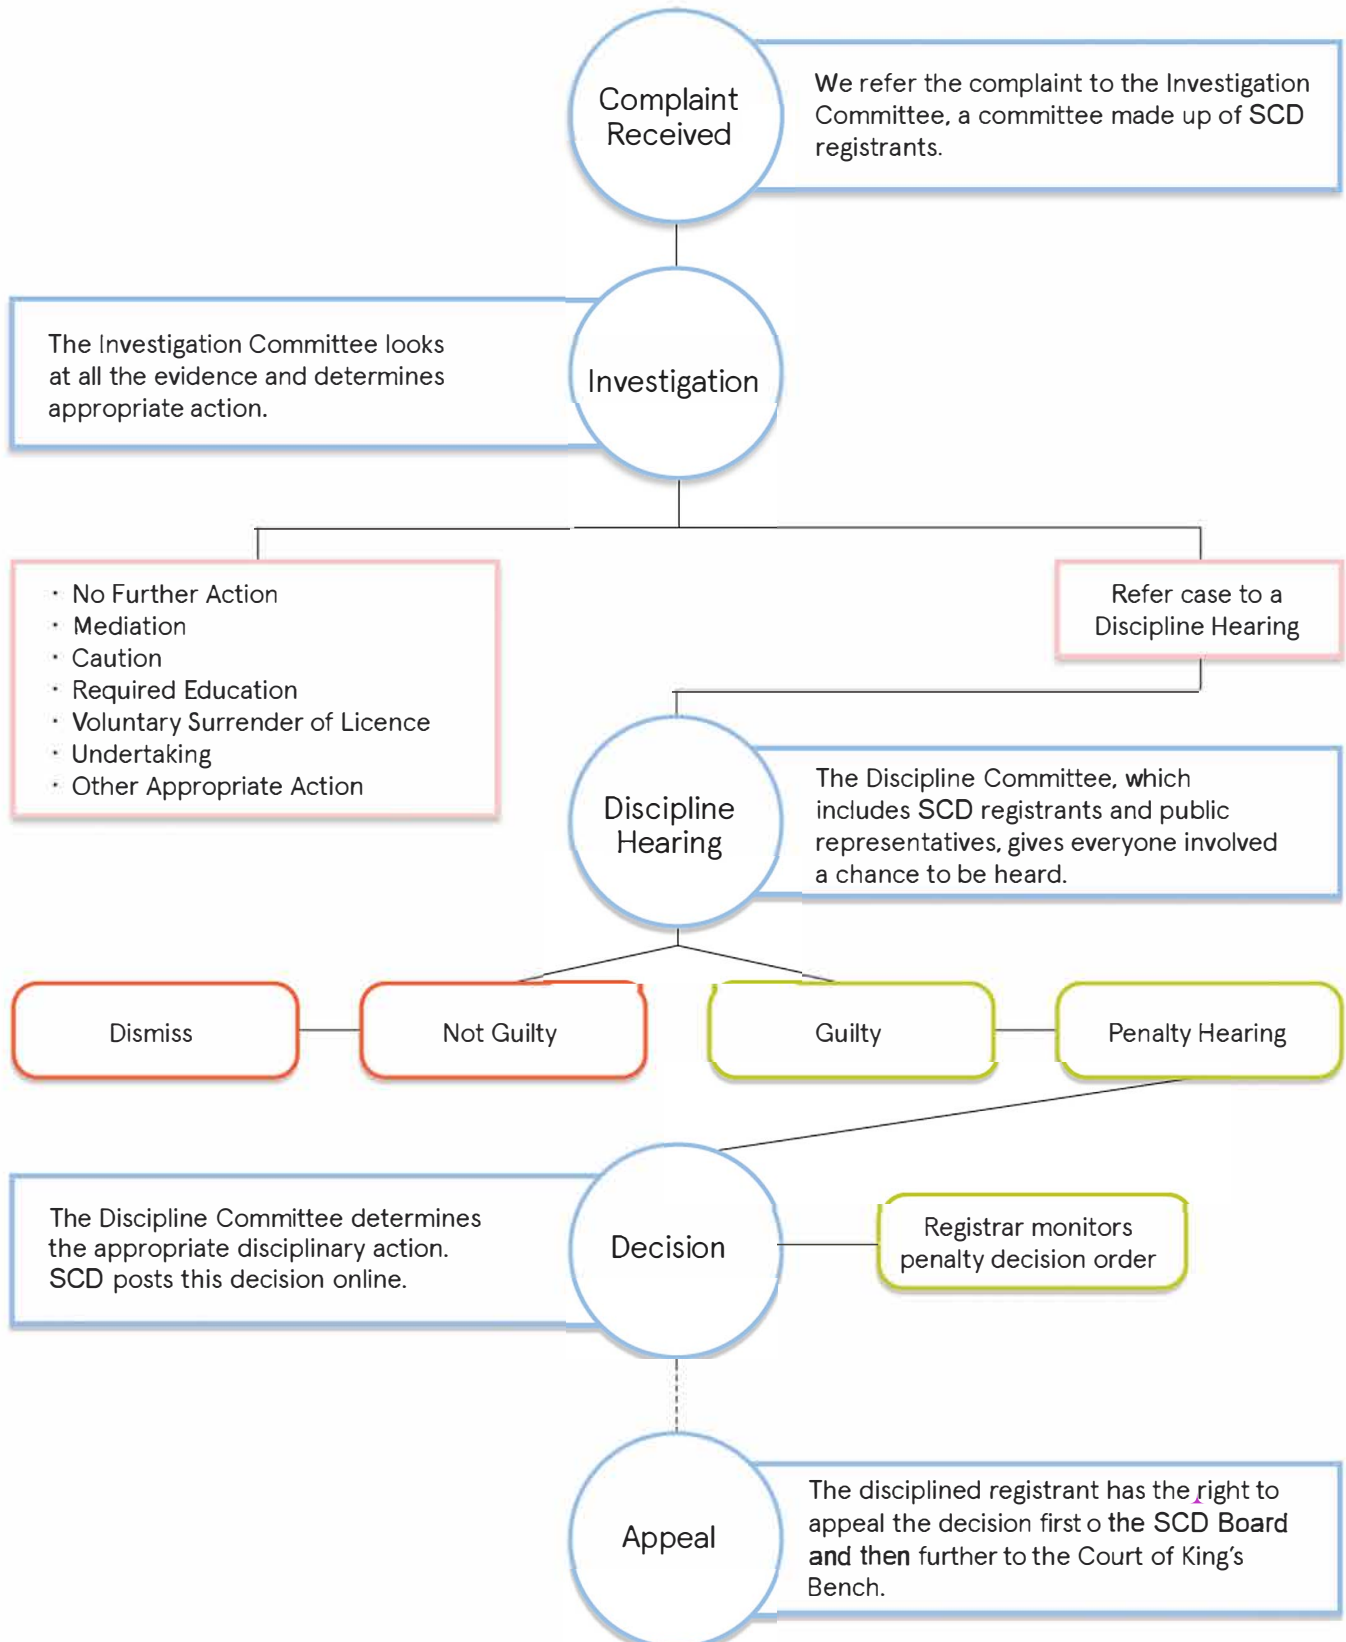 Complaint
Received
We refer the complaint to the Investigation
Committee, a committee made up of SCD
registrants.
The Investigation Committee looks
at all the evidence and determines
appropriate action.
Investigation
· No Further Action
· Mediation
· Caution
· Required Education
· Voluntary Surrender of Licence
· Undertaking
· Other Appropriate Action
Refer case to a
Discipline Hearing
Discipline
Hearing
The Discipline Committee, which
includes SCD registrants and public
representatives, gives everyone involved
a chance to be heard.
Dismiss
Not Guilty
Guilty
Penalty Hearing
The Discipline Committee determines
the appropriate disciplinary action.
SCD posts this decision online.
Decision
Registrar monitors
penalty decision order
Appeal
The disciplined registrant has the right to
appeal the decision first o the SCD Board
and then further to the Court of King's
Bench.